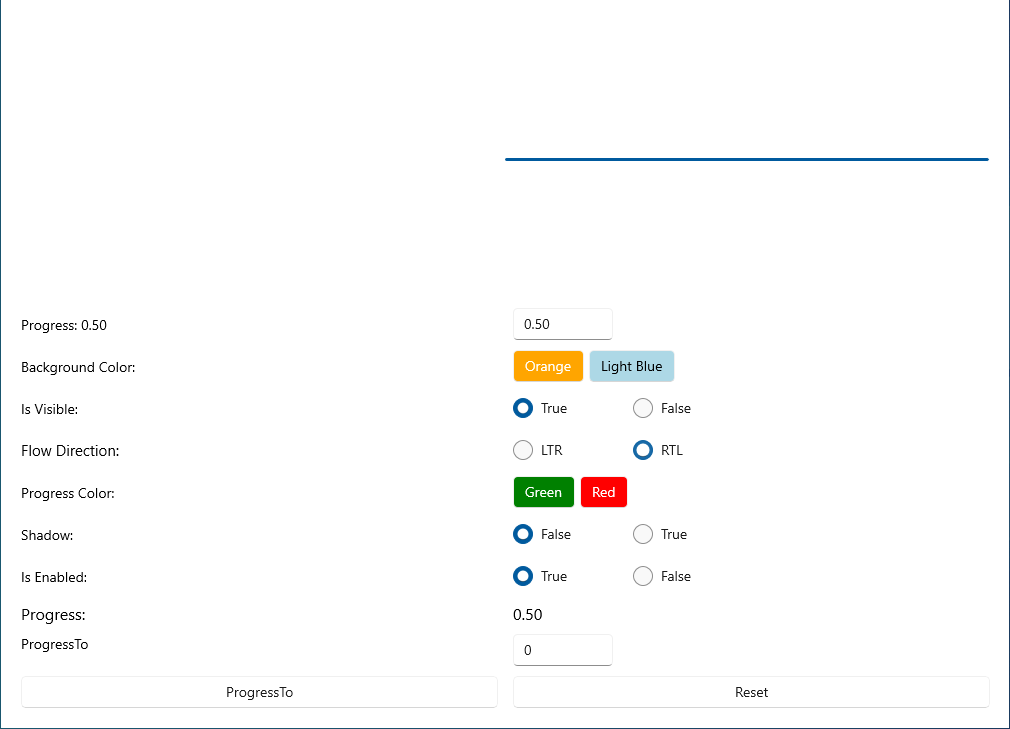 Progress: 0.50 0.50
Background Color: Orange Light Blue
Is Visible: True False
Flow Direction: LTR RTL
Progress Color: Green Red
Shadow: False True
Is Enabled: True False
Progress: 0.50
ProgressTo 0
ProgressTo Reset